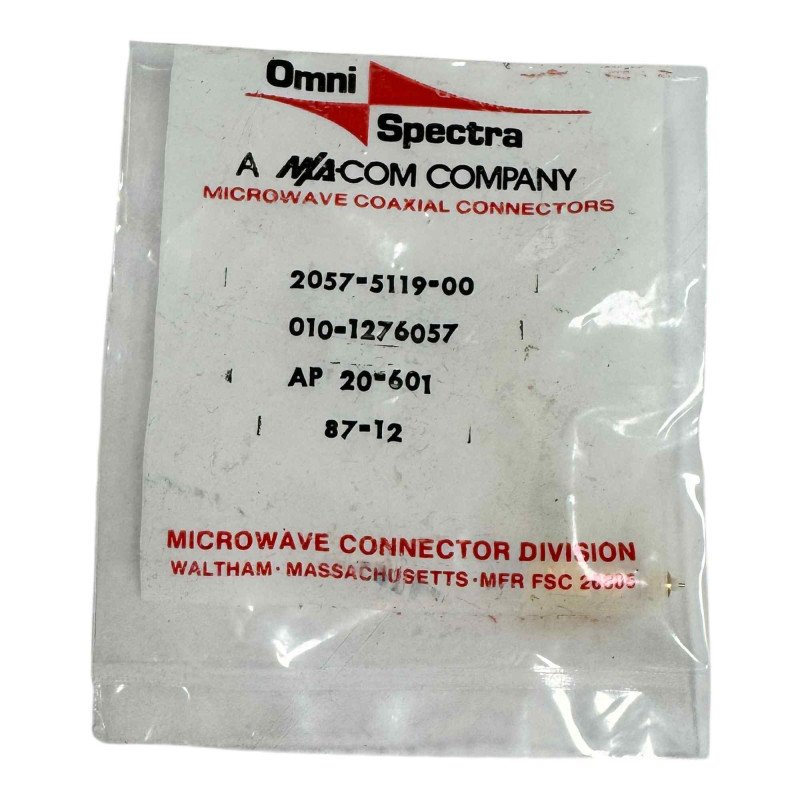 Omni
Spectra
A M/A-COM COMPANY
MICROWAVE COAXIAL CONNECTORS
2057-5119-00
010-1276057
AP 20-601
87-12
MICROWAVE CONNECTOR DIVISION
WALTHAM · MASSACHUSETTS · MFR FSC